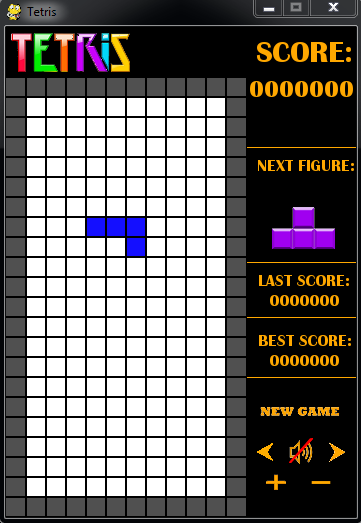 Tetris
TETRIS
SCORE:
0000000
NEXT FIGURE:
LAST SCORE:
0000000
BEST SCORE:
0000000
NEW GAME
+ −